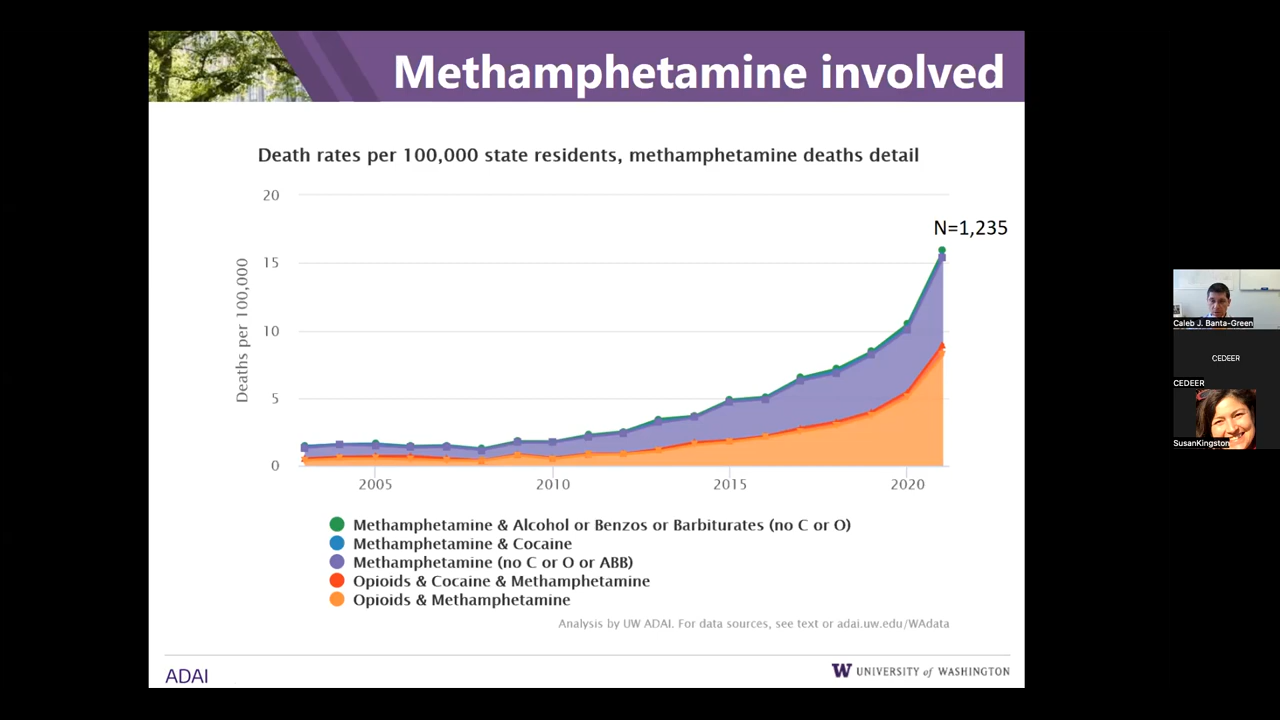 Methamphetamine involved
Death rates per 100,000 state residents, methamphetamine deaths detail
20
N=1,235
15
10
5
0
Deaths per 100,000
2005
2010
2015
2020
Methamphetamine & Alcohol or Benzos or Barbiturates (no C or O)
Methamphetamine & Cocaine
Methamphetamine (no C or O or ABB)
Opioids & Cocaine & Methamphetamine
Opioids & Methamphetamine
Analysis by UW ADAI. For data sources, see text or adai.uw.edu/WAdata
ADAI
W UNIVERSITY of WASHINGTON
Caleb J. Banta-Green
CEDEER
CEDEER
SusanKingston